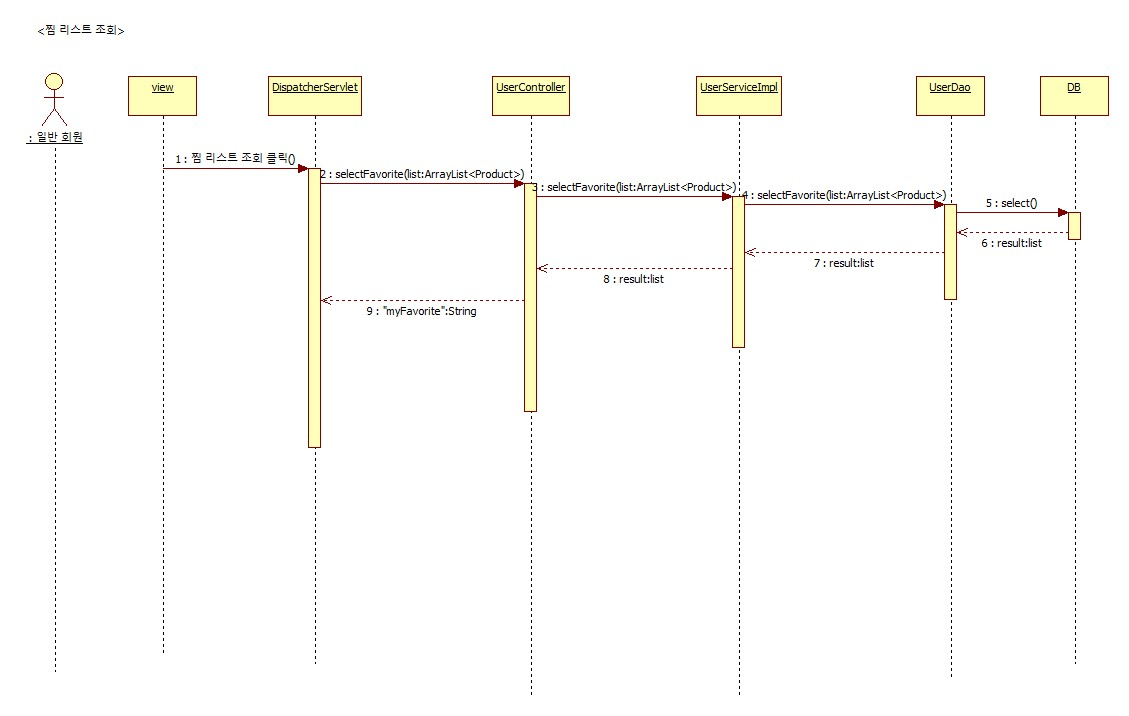 <찜 리스트 조회>
: 일반 회원
view
DispatcherServlet
UserController
UserServiceImpl
UserDao
DB
1 : 찜 리스트 조회 클릭()
2 : selectFavorite(list:ArrayList<Product>)
3 : selectFavorite(list:ArrayList<Product>)
4 : selectFavorite(list:ArrayList<Product>)
5 : select()
6 : result:list
7 : result:list
8 : result:list
9 : "myFavorite":String